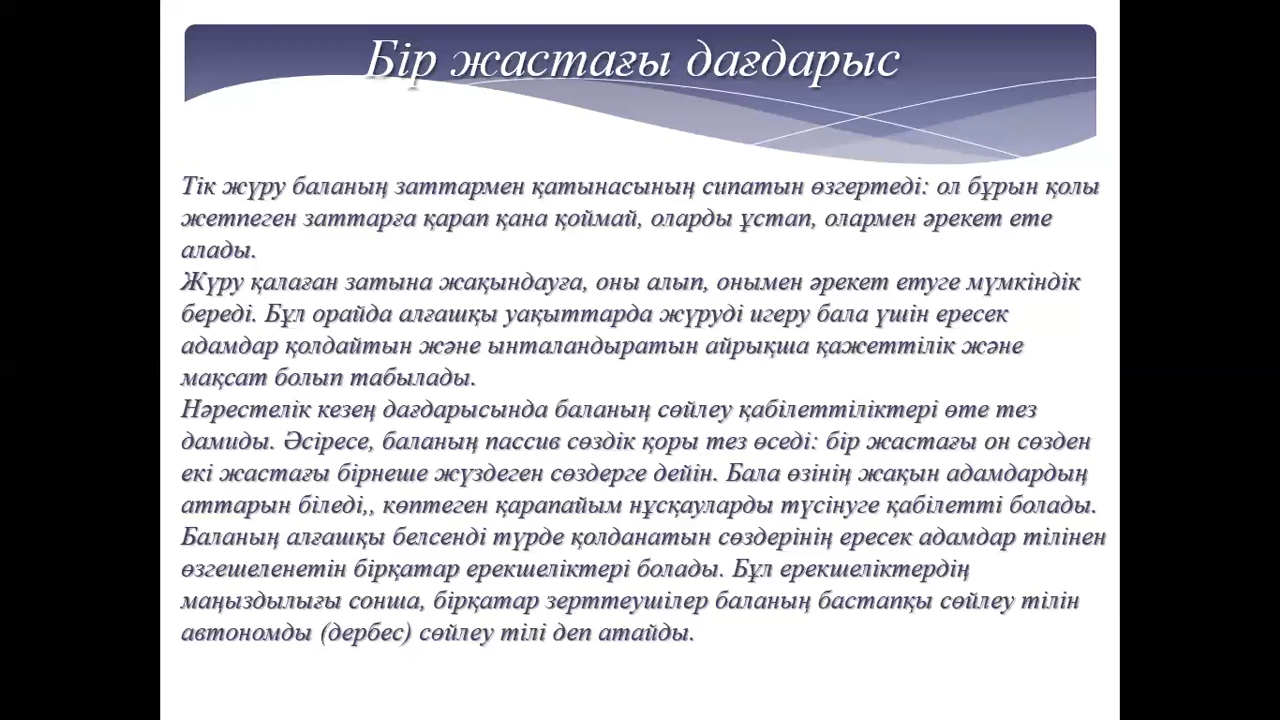 Бір жастағы дағдарыс
Тік жүру баланың заттармен қатынасының сипатын өзгертеді: ол бұрын қолы
жетпеген заттарға қарап қана қоймай, оларды ұстап, олармен әрекет ете
алады.
Жүру қалаған затына жақындауға, оны алып, онымен әрекет етуге мүмкіндік
береді. Бұл орайда алғашқы уақыттарда жүруді игеру бала үшін ересек
адамдар қолдайтын және ынталандыратын айрықша қажеттілік және
мақсат болып табылады.
Нәрестелік кезең дағдарысында баланың сөйлеу қабілеттіліктері өте тез
дамиды. Әсіресе, баланың пассив сөздік қоры тез өседі: бір жастағы он сөзден
екі жастағы бірнеше жүздеген сөздерге дейін. Бала өзінің жақын адамдардың
аттарын біледі,, көптеген қарапайым нұсқауларды түсінуге қабілетті болады.
Баланың алғашқы белсенді түрде қолданатын сөздерінің ересек адамдар тілінен
өзгешеленетін бірқатар ерекшеліктері болады. Бұл ерекшеліктердің
маңыздылығы сонша, бірқатар зерттеушілер баланың бастапқы сөйлеу тілін
автономды (дербес) сөйлеу тілі деп атайды.